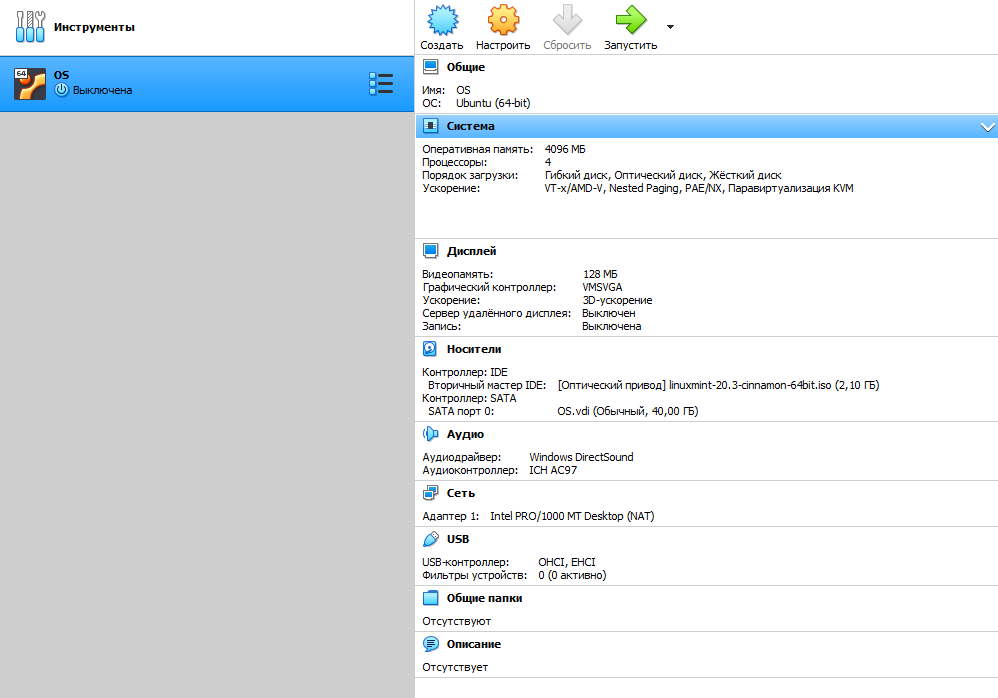 Инструменты
Создать Настроить Сбросить Запустить
64
OS
Выключена
Общие
Имя: OS
ОС: Ubuntu (64-bit)
Система
Оперативная память: 4096 МБ
Процессоры: 4
Порядок загрузки: Гибкий диск, Оптический диск, Жёсткий диск
Ускорение: VT-x/AMD-V, Nested Paging, PAE/NX, Паравиртуализация KVM
Дисплей
Видеопамять: 128 МБ
Графический контроллер: VMSVGA
Ускорение: 3D-ускорение
Сервер удалённого дисплея: Выключен
Запись: Выключена
Носители
Контроллер: IDE
Вторичный мастер IDE: [Оптический привод] linuxmint-20.3-cinnamon-64bit.iso (2,10 ГБ)
Контроллер: SATA
SATA порт 0: OS.vdi (Обычный, 40,00 ГБ)
Аудио
Аудиодрайвер: Windows DirectSound
Аудиоконтроллер: ICH AC97
Сеть
Адаптер 1: Intel PRO/1000 MT Desktop (NAT)
USB
USB-контроллер: OHCI, EHCI
Фильтры устройств: 0 (0 активно)
Общие папки
Отсутствуют
Описание
Отсутствует